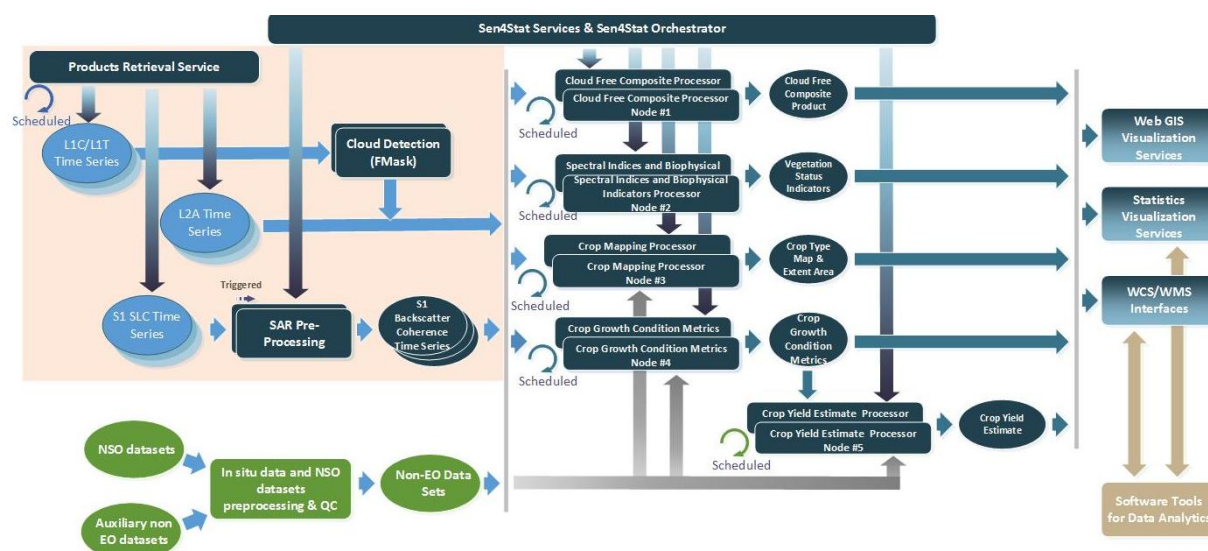 Sen4Stat Services & Sen4Stat Orchestrator
Products Retrieval Service
Scheduled
L1C/L1T
Time Series
Cloud Detection
(FMask)
L2A Time
Series
Triggered
S1 SLC Time
Series
SAR Pre-
Processing
S1
Backscatter
Coherence
Time Series
Cloud Free Composite Processor
Cloud Free Composite Processor
Node #1
Scheduled
Cloud Free
Composite
Product
Spectral Indices and Biophysical
Spectral Indices and Biophysical
Indicators Processor
Node #2
Scheduled
Vegetation
Status
Indicators
Crop Mapping Processor
Crop Mapping Processor
Node #3
Scheduled
Crop Type
Map &
Extent Area
Crop Growth Condition Metrics
Crop Growth Condition Metrics
Node #4
Scheduled
Crop
Growth
Condition
Metrics
Crop Yield Estimate Processor
Crop Yield Estimate Processor
Node #5
Scheduled
Crop Yield
Estimate
Web GIS
Visualization
Services
Statistics
Visualization
Services
WCS/WMS
Interfaces
Software Tools
for Data Analytics
NSO datasets
Auxiliary non
EO datasets
In situ data and NSO
datasets
preprocessing & QC
Non-EO Data
Sets